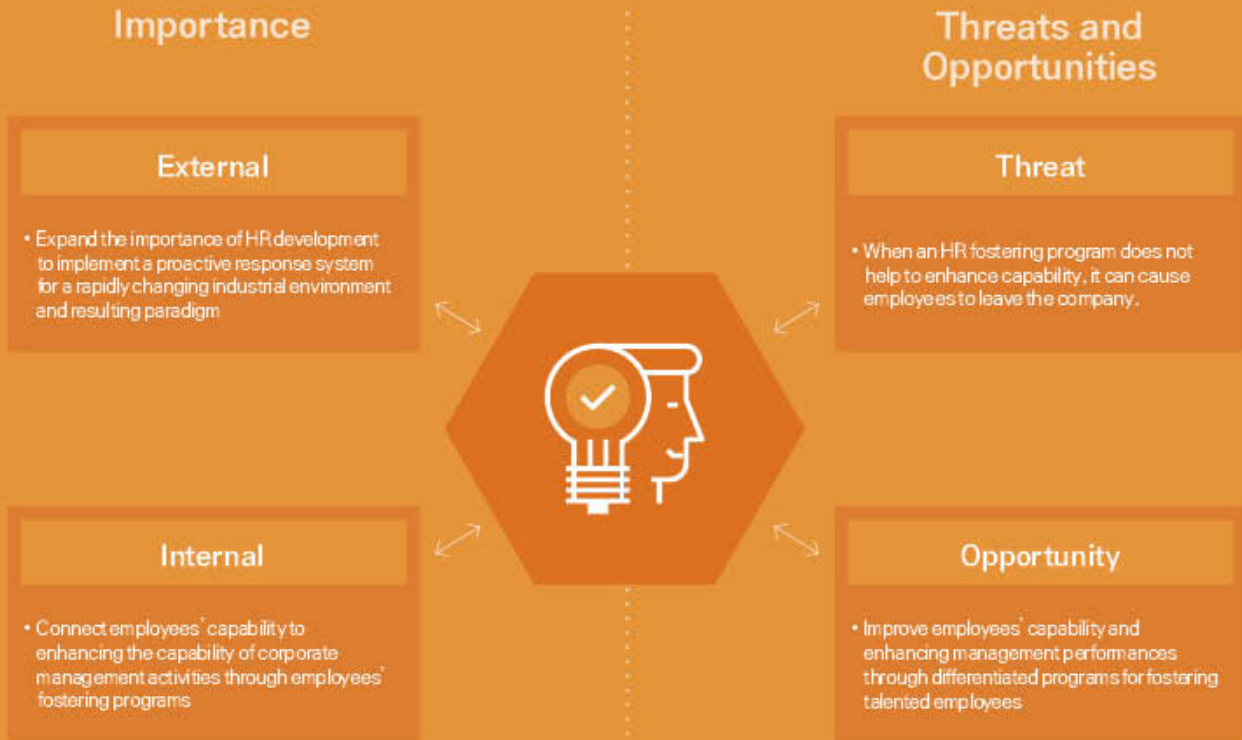 Importance
External
• Expand the importance of HR development
to implement a proactive response system
for a rapidly changing industrial environment
and resulting paradigm
Internal
• Connect employees' capability to
enhancing the capability of corporate
management activities through employees'
fostering programs
Threats and
Opportunities
Threat
• When an HR fostering program does not
help to enhance capability, it can cause
employees to leave the company.
Opportunity
• Improve employees' capability and
enhancing management performances
through differentiated programs for fostering
talented employees